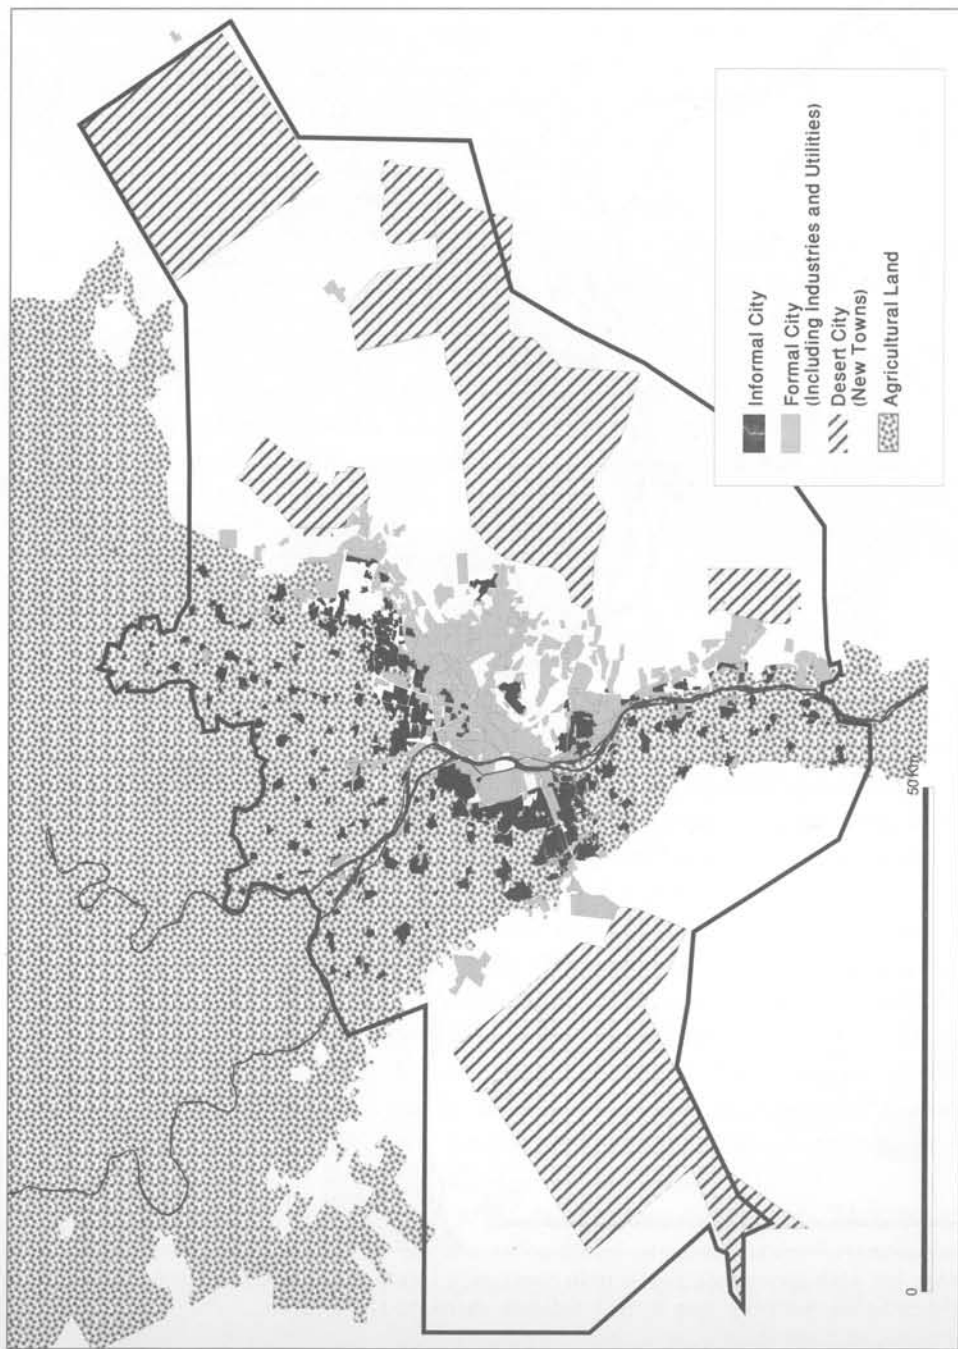 Informal City
Formal City
(Including Industries and Utilities)
Desert City
(New Towns)
Agricultural Land
0
50 Km